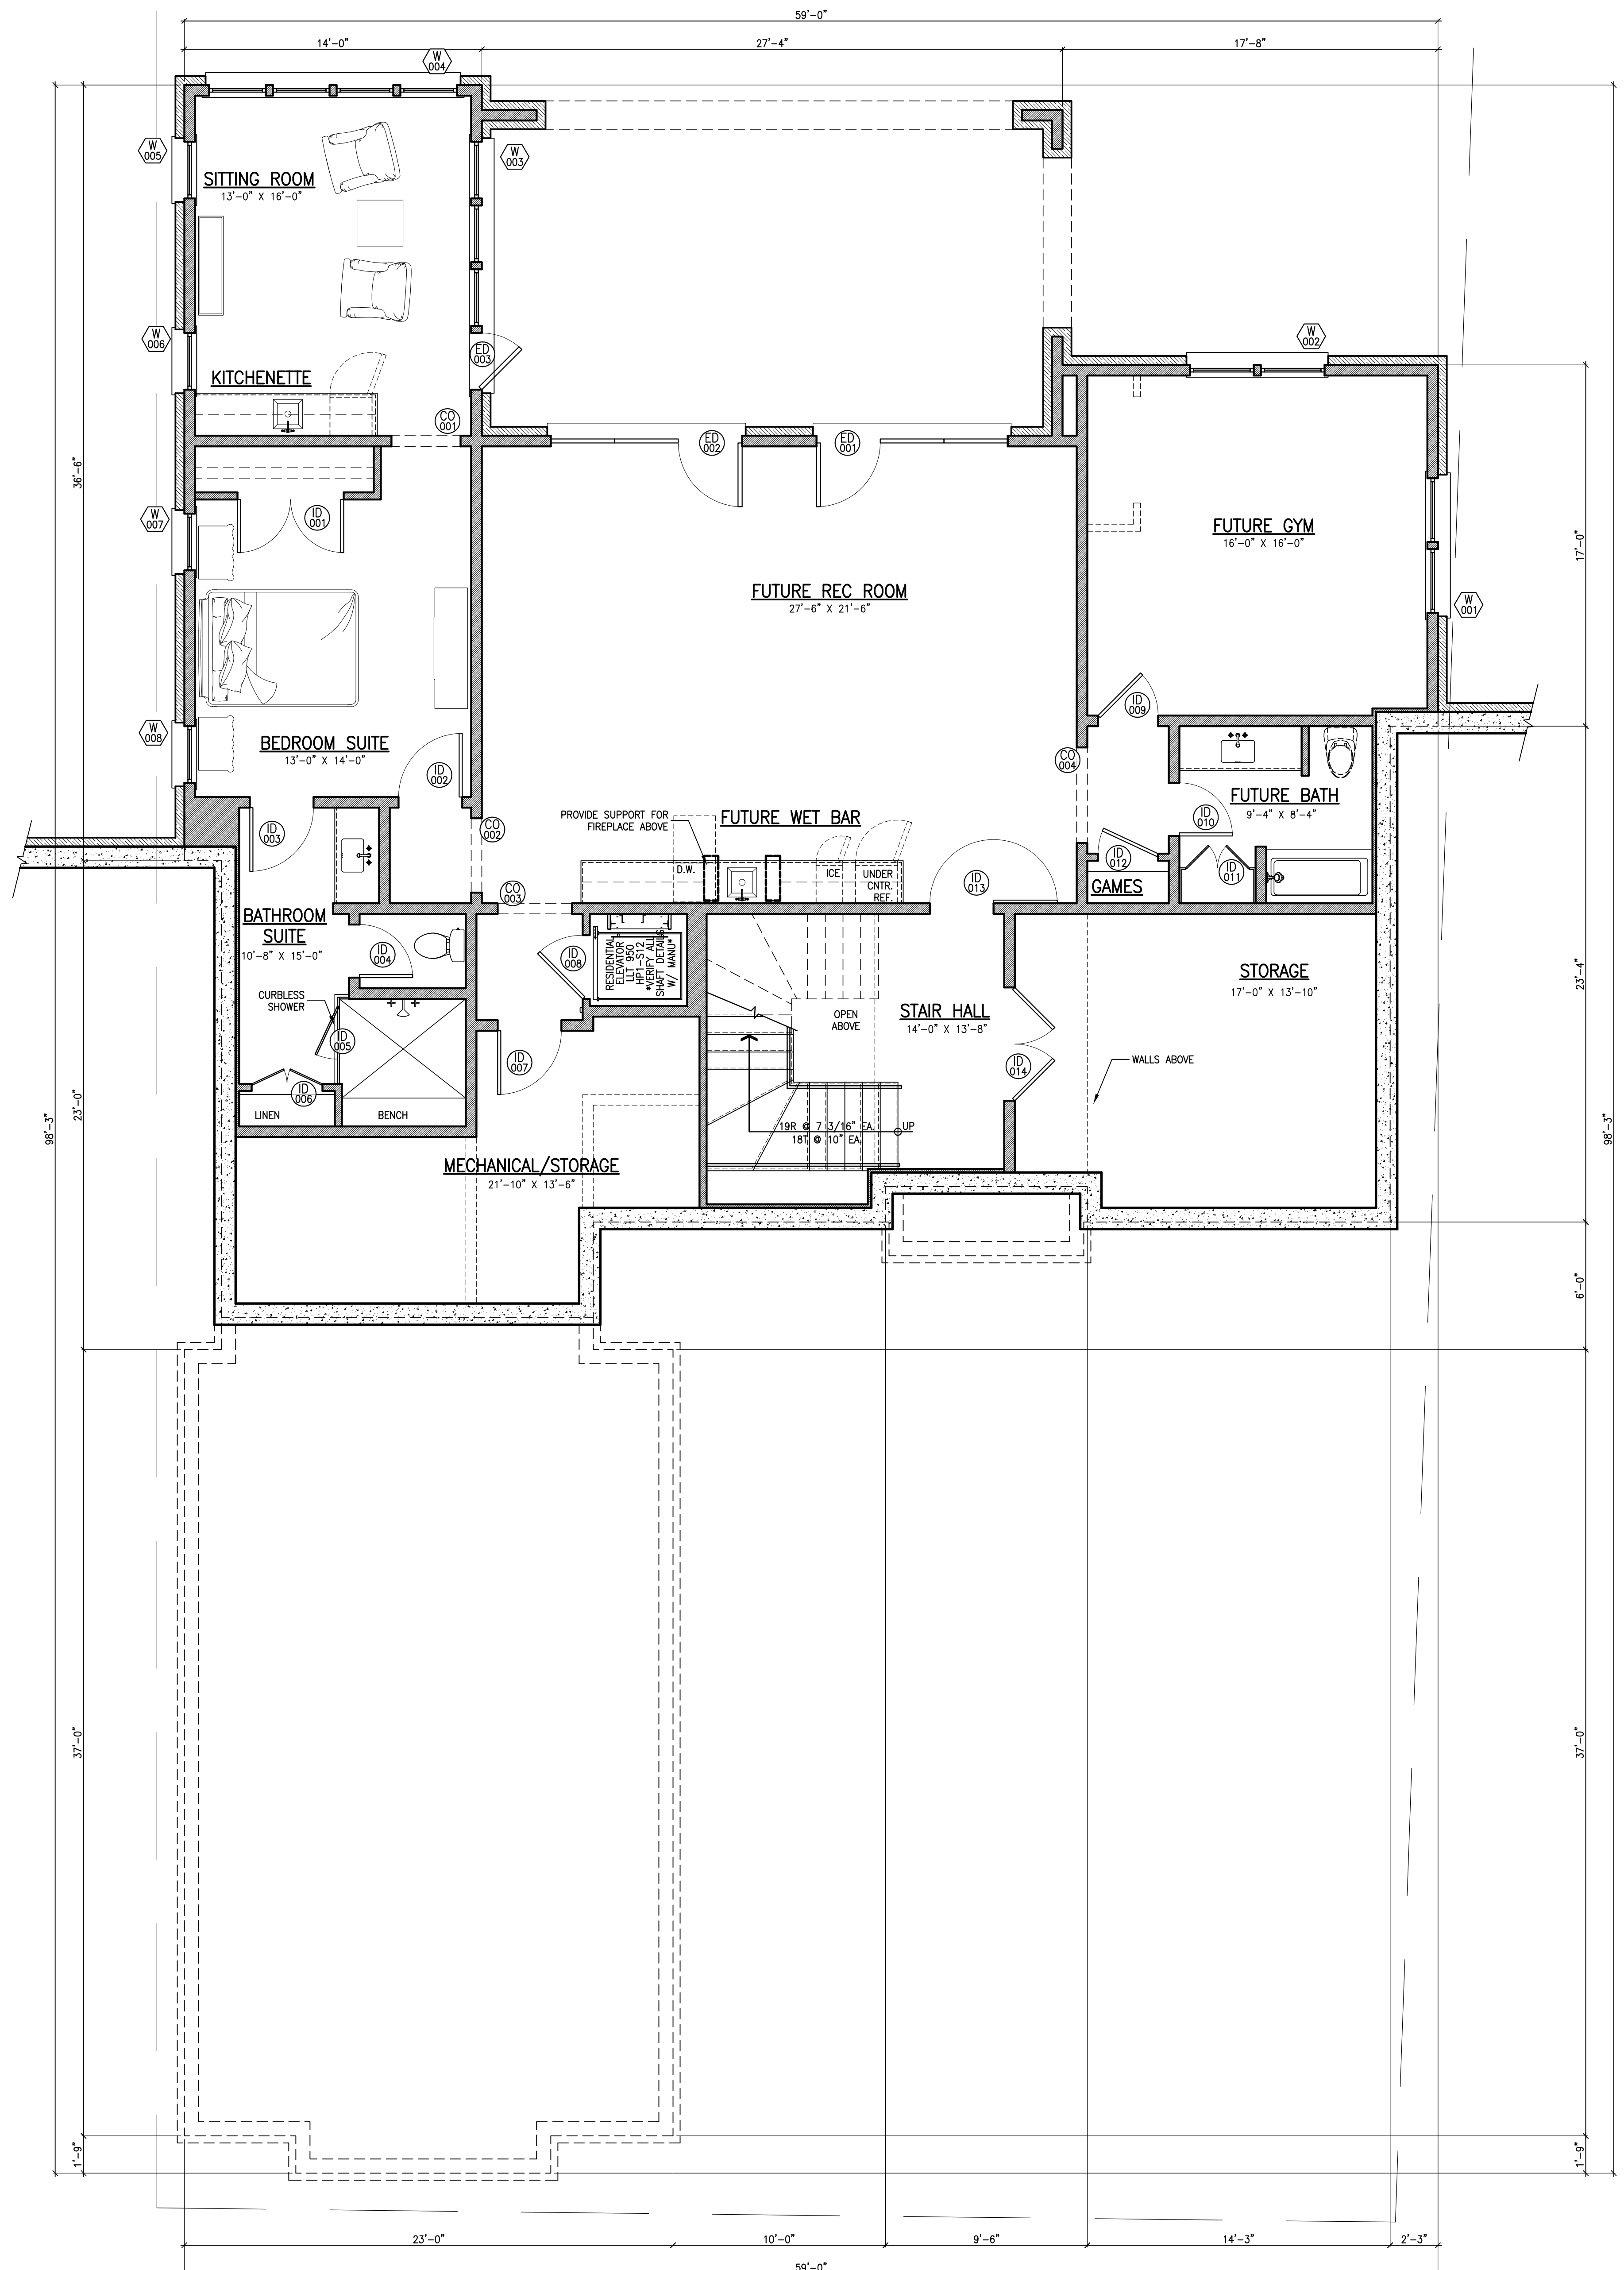 59'-0"
14'-0"
27'-4"
17'-8"
W
004
W
005
W
003
SITTING ROOM
13'-0" X 16'-0"
W
006
W
002
ED
003
KITCHENETTE
CO
001
ED
002
ED
001
36'-6"
W
007
ID
001
FUTURE GYM
16'-0" X 16'-0"
17'-0"
FUTURE REC ROOM
27'-6" X 21'-6"
W
001
ID
009
W
008
BEDROOM SUITE
13'-0" X 14'-0"
ID
002
CO
004
FUTURE BATH
9'-4" X 8'-4"
PROVIDE SUPPORT FOR
FIREPLACE ABOVE
FUTURE WET BAR
ID
003
CO
002
ID
010
ID
012
D.W.
ICE
UNDER
CNTR.
REF.
ID
013
GAMES
ID
011
CO
003
BATHROOM
SUITE
10'-8" X 15'-0"
ID
004
ID
008
RESIDENTIAL
ELEVATOR
LLT 950
HP1-S12
*VERIFY ALL
SHAFT DETAILS
W/ MANU*
STORAGE
17'-0" X 13'-10"
23'-4"
CURBLESS
SHOWER
OPEN
ABOVE
STAIR HALL
14'-0" X 13'-8"
ID
005
ID
007
ID
014
WALLS ABOVE
ID
006
LINEN
BENCH
23'-0"
98'-3"
98'-3"
19R @ 7 3/16" EA.
18T @ 10" EA.
UP
MECHANICAL/STORAGE
21'-10" X 13'-6"
6'-0"
37'-0"
37'-0"
1'-9"
1'-9"
23'-0"
10'-0"
9'-6"
14'-3"
2'-3"
59'-0"